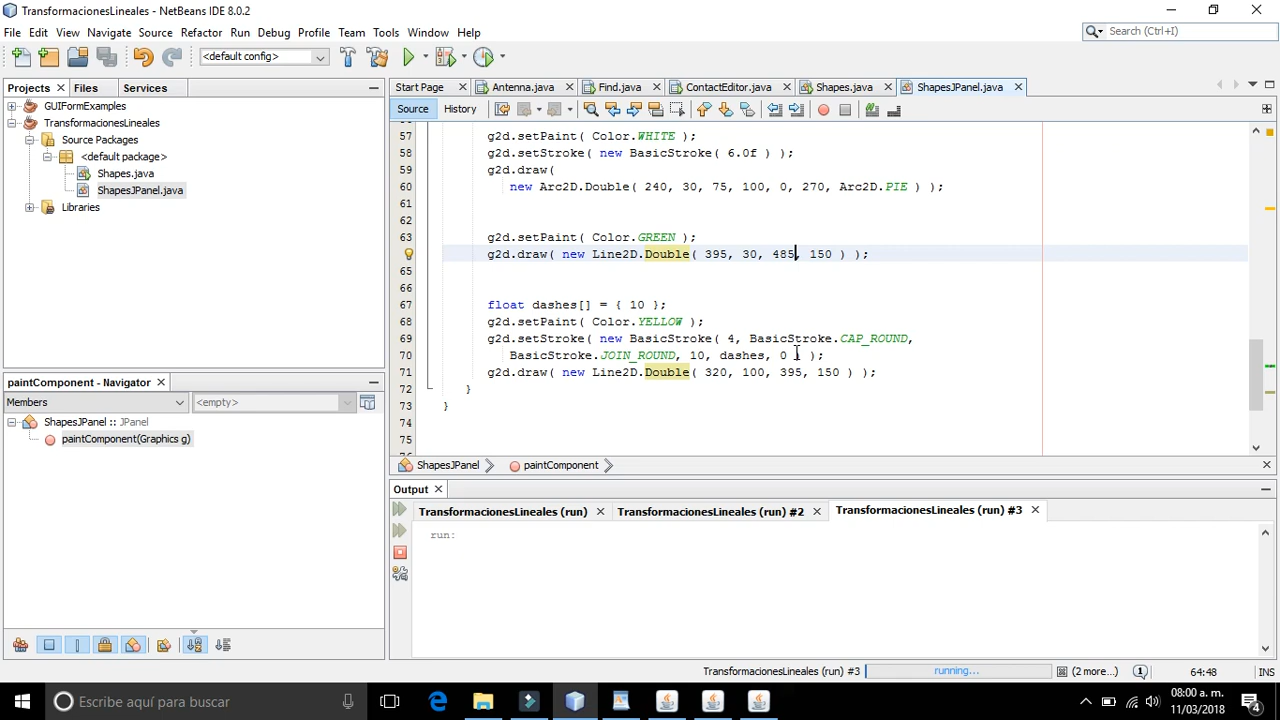 TransformacionesLineales - NetBeans IDE 8.0.2
File Edit View Navigate Source Refactor Run Debug Profile Team Tools Window Help
Search (Ctrl+I)
<default config>
Projects Files Services
GUIFormExamples
TransformacionesLineales
Source Packages
<default package>
Shapes.java
ShapesJPanel.java
Libraries
paintComponent - Navigator
Members <empty>
ShapesJPanel :: JPanel
paintComponent(Graphics g)
Start Page Antenna.java Find.java ContactEditor.java Shapes.java ShapesJPanel.java
Source History
57 g2d.setPaint( Color.WHITE );
58 g2d.setStroke( new BasicStroke( 6.0f ) );
59 g2d.draw(
60 new Arc2D.Double( 240, 30, 75, 100, 0, 270, Arc2D.PIE ) );
61
62
63 g2d.setPaint( Color.GREEN );
g2d.draw( new Line2D.Double( 395, 30, 485, 150 ) );
65
66
67 float dashes[] = { 10 };
68 g2d.setPaint( Color.YELLOW );
69 g2d.setStroke( new BasicStroke( 4, BasicStroke.CAP_ROUND,
70 BasicStroke.JOIN_ROUND, 10, dashes, 0 ) );
71 g2d.draw( new Line2D.Double( 320, 100, 395, 150 ) );
72 }
73 }
74
75
ShapesJPanel paintComponent
Output
TransformacionesLineales (run) TransformacionesLineales (run) #2 TransformacionesLineales (run) #3
run:
TransformacionesLineales (run) #3 running... (2 more...) 1 64:48 INS
Escribe aquí para buscar
08:00 a. m.
11/03/2018
4